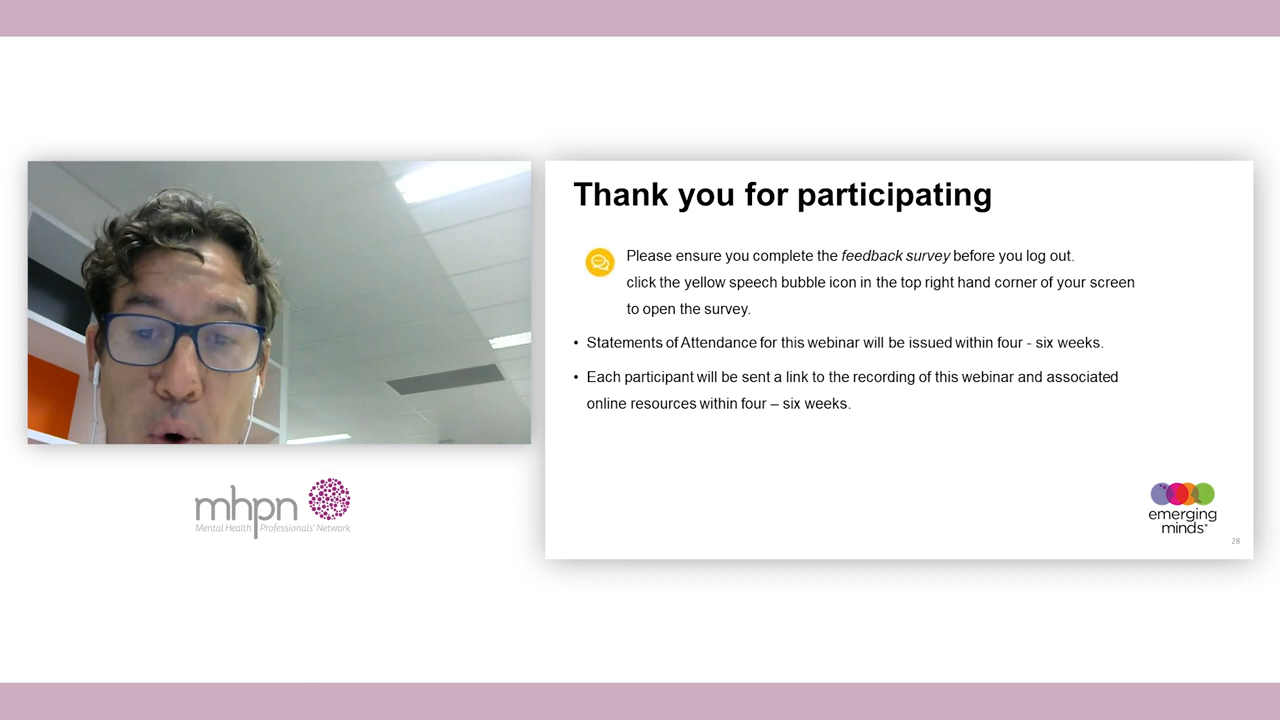 Thank you for participating
Please ensure you complete the feedback survey before you log out.
click the yellow speech bubble icon in the top right hand corner of your screen
to open the survey.
• Statements of Attendance for this webinar will be issued within four - six weeks.
• Each participant will be sent a link to the recording of this webinar and associated
online resources within four – six weeks.
mhpn
Mental Health Professionals' Network
emerging
minds
28